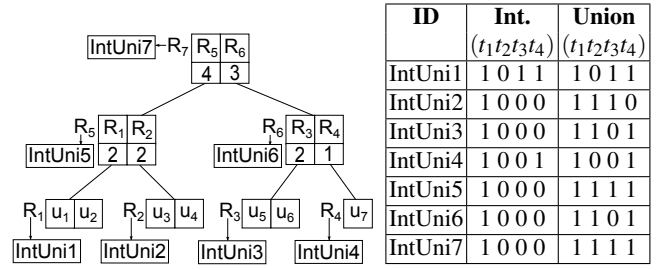 IntUni7 R7 R5 R6
4 3
R5 R1 R2 R6 R3 R4
IntUni5 2 2 IntUni6 2 1
R1 u1 u2 R2 u3 u4 R3 u5 u6 R4 u7
IntUni1 IntUni2 IntUni3 IntUni4
ID Int. Union
(t1t2t3t4) (t1t2t3t4)
IntUni1 1 0 1 1 1 0 1 1
IntUni2 1 0 0 0 1 1 1 0
IntUni3 1 0 0 0 1 1 0 1
IntUni4 1 0 0 1 1 0 0 1
IntUni5 1 0 0 0 1 1 1 1
IntUni6 1 0 0 0 1 1 0 1
IntUni7 1 0 0 0 1 1 1 1